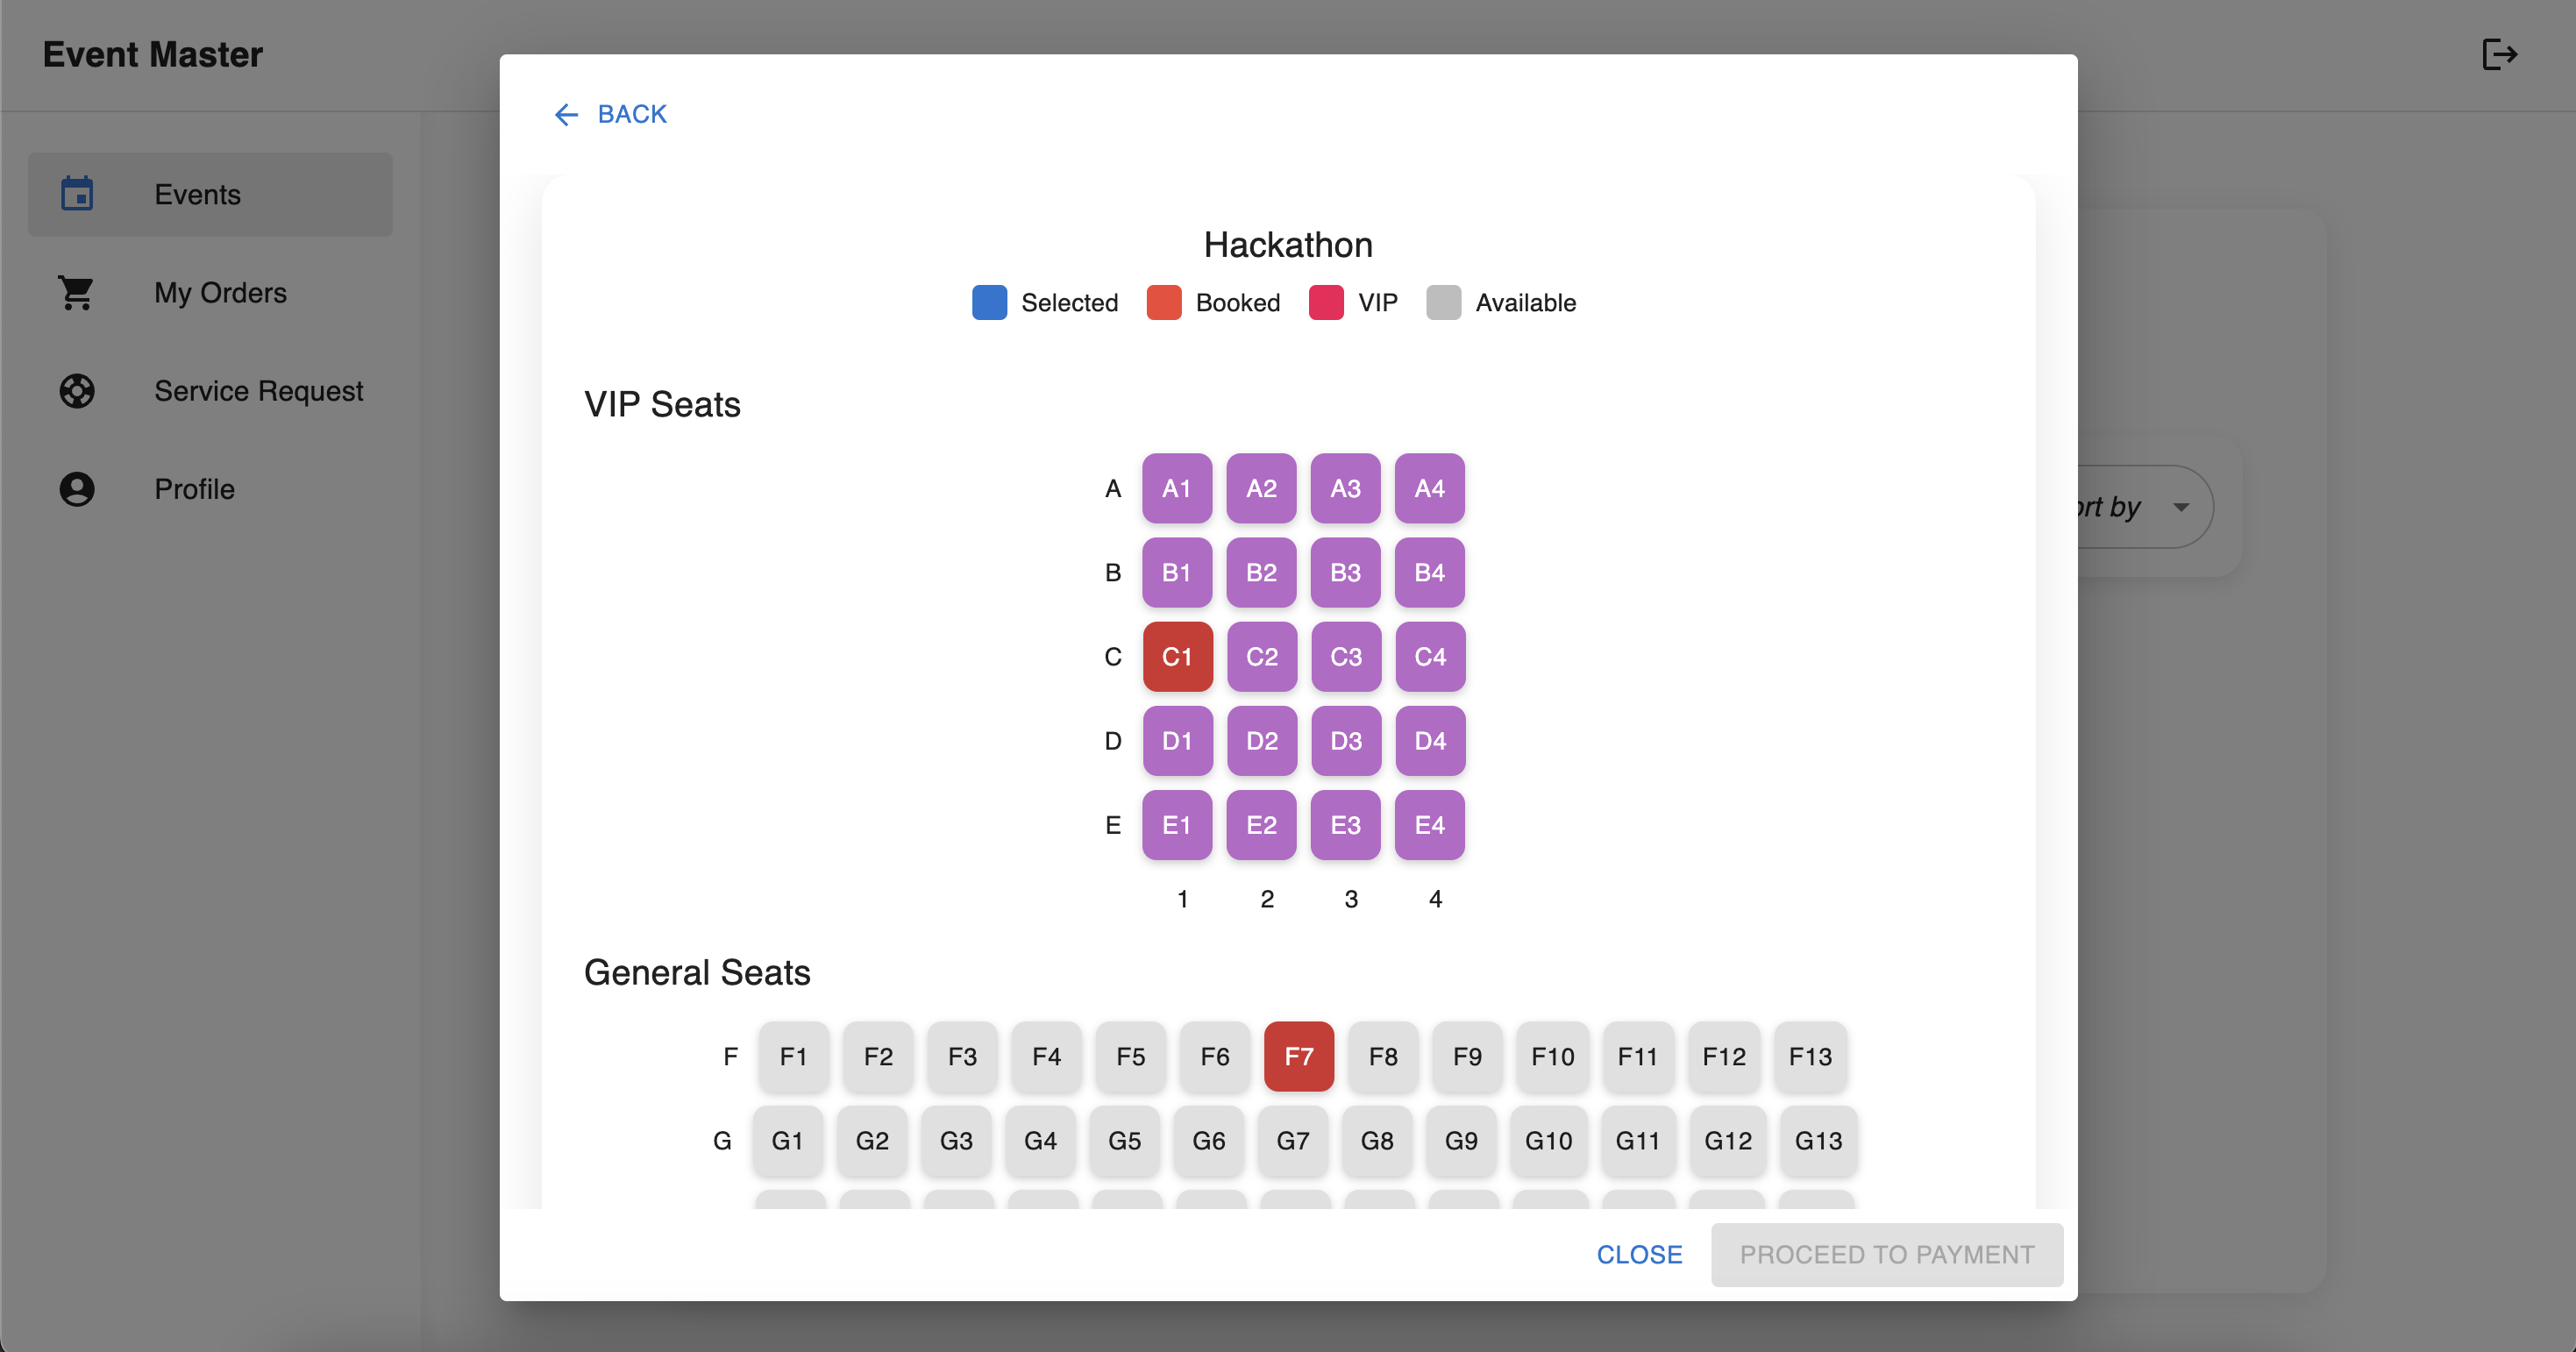 Event Master
Events
My Orders
Service Request
Profile
BACK
Hackathon
Selected Booked VIP Available
VIP Seats
A A1 A2 A3 A4
B B1 B2 B3 B4
C C1 C2 C3 C4
D D1 D2 D3 D4
E E1 E2 E3 E4
1 2 3 4
General Seats
F F1 F2 F3 F4 F5 F6 F7 F8 F9 F10 F11 F12 F13
G G1 G2 G3 G4 G5 G6 G7 G8 G9 G10 G11 G12 G13
ort by
CLOSE PROCEED TO PAYMENT